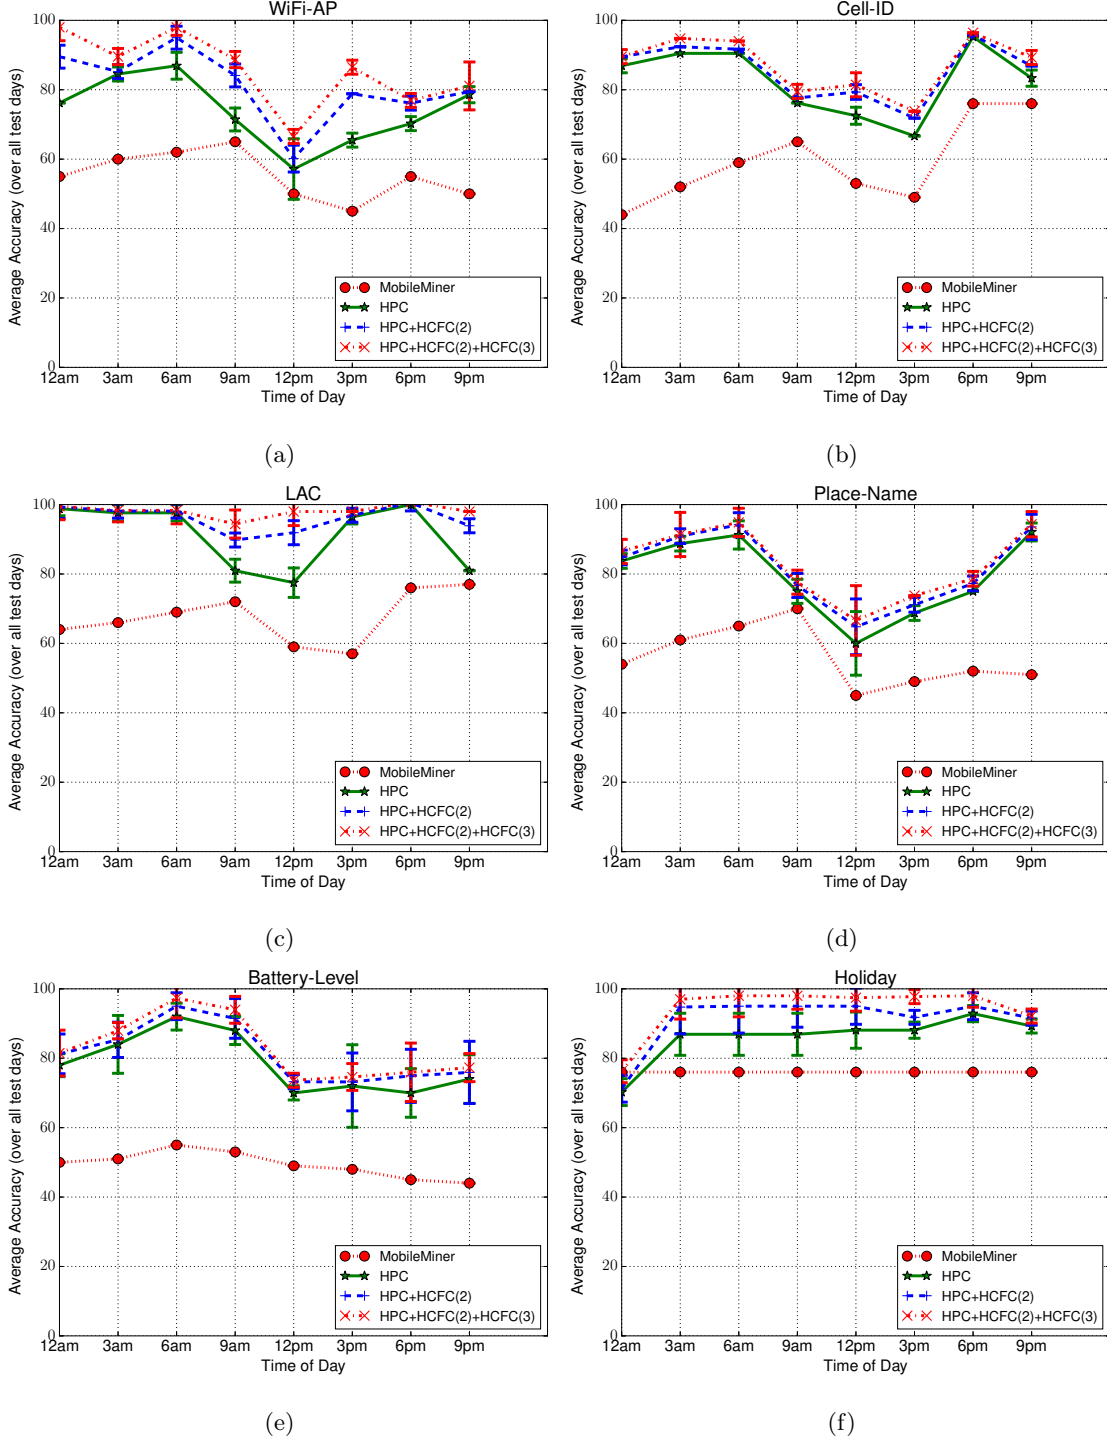 WiFi-AP
Average Accuracy (over all test days)
100
80
60
40
20
0
MobileMiner
HPC
HPC+HCFC(2)
HPC+HCFC(2)+HCFC(3)
12am 3am 6am 9am 12pm 3pm 6pm 9pm
Time of Day
(a)
Cell-ID
Average Accuracy (over all test days)
100
80
60
40
20
0
MobileMiner
HPC
HPC+HCFC(2)
HPC+HCFC(2)+HCFC(3)
12am 3am 6am 9am 12pm 3pm 6pm 9pm
Time of Day
(b)
LAC
Average Accuracy (over all test days)
100
80
60
40
20
0
MobileMiner
HPC
HPC+HCFC(2)
HPC+HCFC(2)+HCFC(3)
12am 3am 6am 9am 12pm 3pm 6pm 9pm
Time of Day
(c)
Place-Name
Average Accuracy (over all test days)
100
80
60
40
20
0
MobileMiner
HPC
HPC+HCFC(2)
HPC+HCFC(2)+HCFC(3)
12am 3am 6am 9am 12pm 3pm 6pm 9pm
Time of Day
(d)
Battery-Level
Average Accuracy (over all test days)
100
80
60
40
20
0
MobileMiner
HPC
HPC+HCFC(2)
HPC+HCFC(2)+HCFC(3)
12am 3am 6am 9am 12pm 3pm 6pm 9pm
Time of Day
(e)
Holiday
Average Accuracy (over all test days)
100
80
60
40
20
0
MobileMiner
HPC
HPC+HCFC(2)
HPC+HCFC(2)+HCFC(3)
12am 3am 6am 9am 12pm 3pm 6pm 9pm
Time of Day
(f)